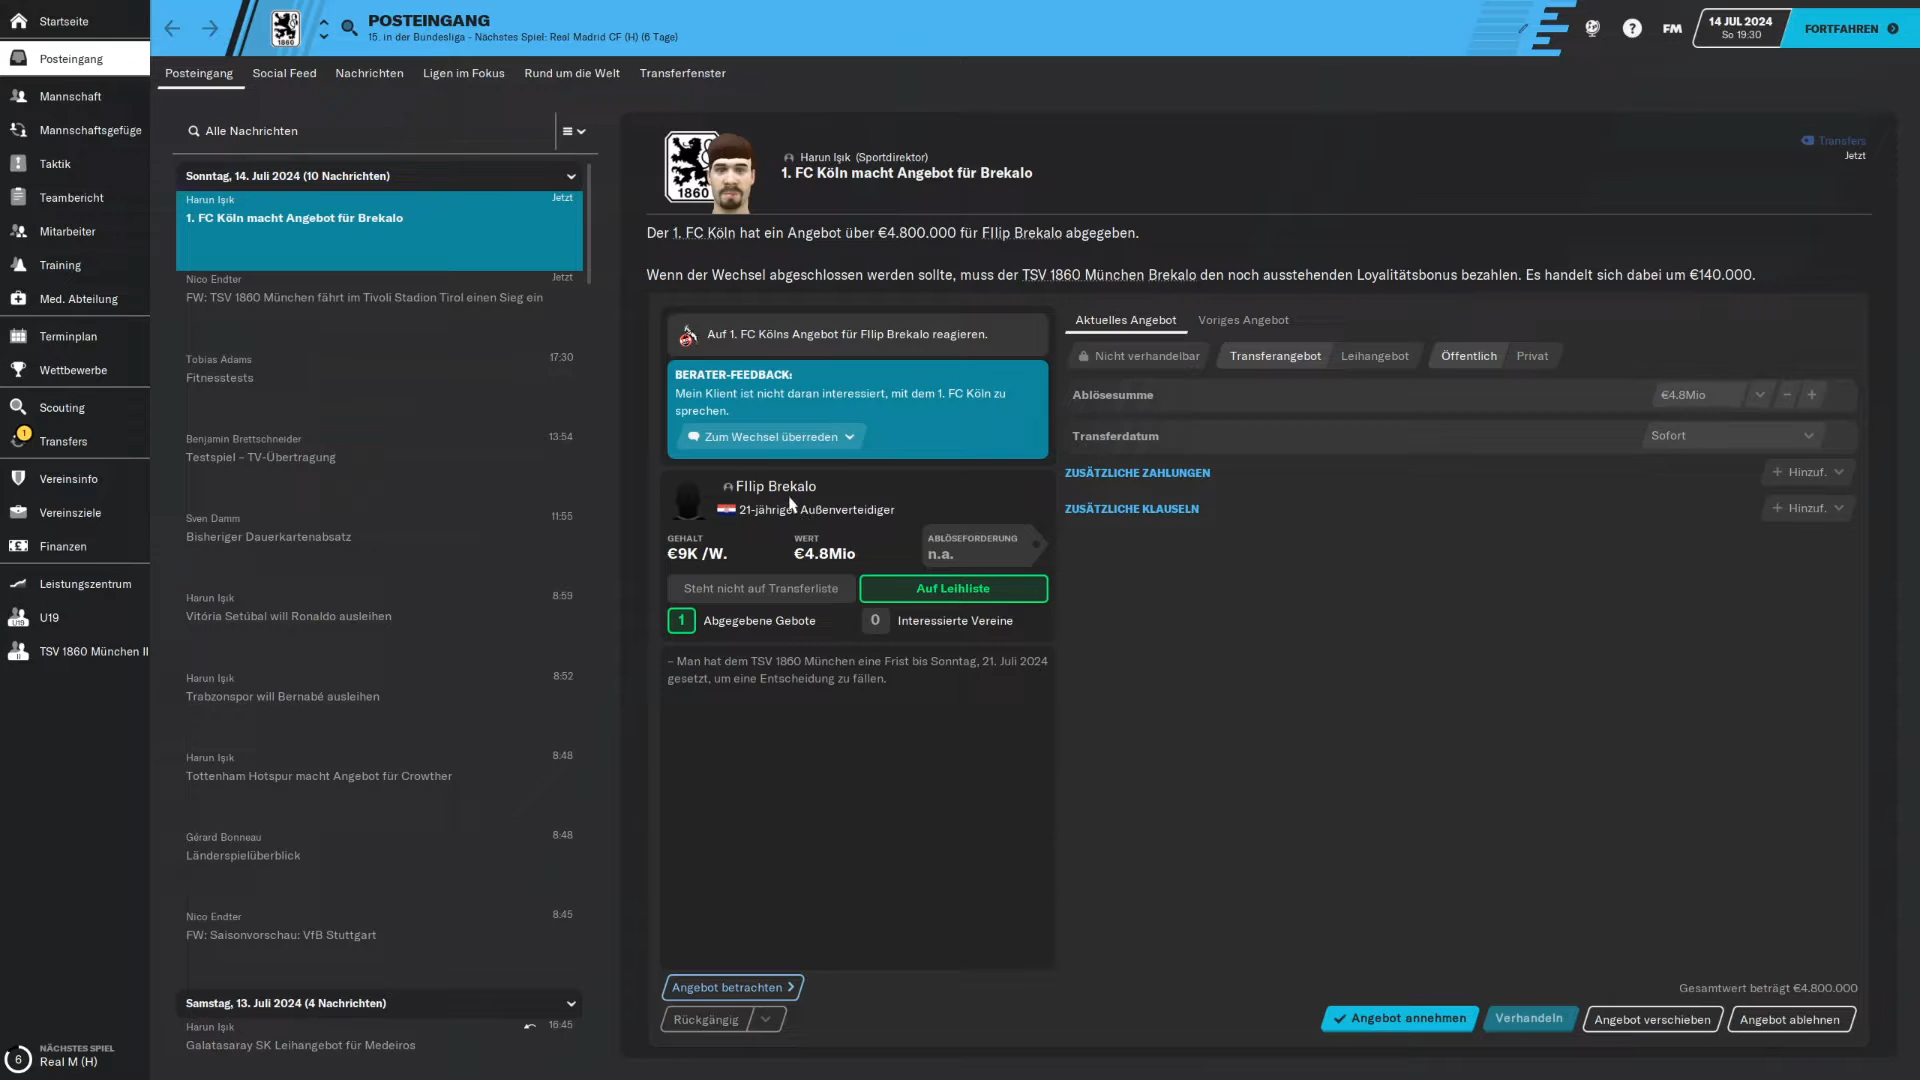 Startseite
Posteingang
Mannschaft
Mannschaftsgefüge
Taktik
Teambericht
Mitarbeiter
Training
Med. Abteilung
Terminplan
Wettbewerbe
Scouting
1
Transfers
Vereinsinfo
Vereinsziele
Finanzen
Leistungszentrum
U19
TSV 1860 München II
6
NÄCHSTES SPIEL
Real M (H)
1860
POSTEINGANG
15. in der Bundesliga - Nächstes Spiel: Real Madrid CF (H) (6 Tage)
?
FM
14 JUL 2024
So 19:30
FORTFAHREN
Posteingang
Social Feed
Nachrichten
Ligen im Fokus
Rund um die Welt
Transferfenster
Alle Nachrichten
Sonntag, 14. Juli 2024 (10 Nachrichten)
Harun Işık
Jetzt
1. FC Köln macht Angebot für Brekalo
Nico Endter
Jetzt
FW: TSV 1860 München fährt im Tivoli Stadion Tirol einen Sieg ein
Tobias Adams
17:30
Fitnesstests
Benjamin Brettschneider
13:54
Testspiel – TV-Übertragung
Sven Damm
11:55
Bisheriger Dauerkartenabsatz
Harun Işık
8:59
Vitória Setúbal will Ronaldo ausleihen
Harun Işık
8:52
Trabzonspor will Bernabé ausleihen
Harun Işık
8:48
Tottenham Hotspur macht Angebot für Crowther
Gérard Bonneau
8:48
Länderspielüberblick
Nico Endter
8:45
FW: Saisonvorschau: VfB Stuttgart
Samstag, 13. Juli 2024 (4 Nachrichten)
Harun Işık
16:45
Galatasaray SK Leihangebot für Medeiros
1860
Harun Işık (Sportdirektor)
1. FC Köln macht Angebot für Brekalo
Transfers
Jetzt
Der 1. FC Köln hat ein Angebot über €4.800.000 für FIlip Brekalo abgegeben.
Wenn der Wechsel abgeschlossen werden sollte, muss der TSV 1860 München Brekalo den noch ausstehenden Loyalitätsbonus bezahlen. Es handelt sich dabei um €140.000.
Auf 1. FC Kölns Angebot für FIlip Brekalo reagieren.
BERATER-FEEDBACK:
Mein Klient ist nicht daran interessiert, mit dem 1. FC Köln zu
sprechen.
Zum Wechsel überreden
FIlip Brekalo
21-jähriger Außenverteidiger
GEHALT
€9K /W.
WERT
€4.8Mio
ABLÖSEFORDERUNG
n.a.
Steht nicht auf Transferliste
Auf Leihliste
1
Abgegebene Gebote
0
Interessierte Vereine
– Man hat dem TSV 1860 München eine Frist bis Sonntag, 21. Juli 2024
gesetzt, um eine Entscheidung zu fällen.
Aktuelles Angebot
Voriges Angebot
Nicht verhandelbar
Transferangebot
Leihangebot
Öffentlich
Privat
Ablösesumme
€4.8Mio
Transferdatum
Sofort
ZUSÄTZLICHE ZAHLUNGEN
Hinzuf.
ZUSÄTZLICHE KLAUSELN
Hinzuf.
Angebot betrachten
Rückgängig
Gesamtwert beträgt €4.800.000
Angebot annehmen
Verhandeln
Angebot verschieben
Angebot ablehnen